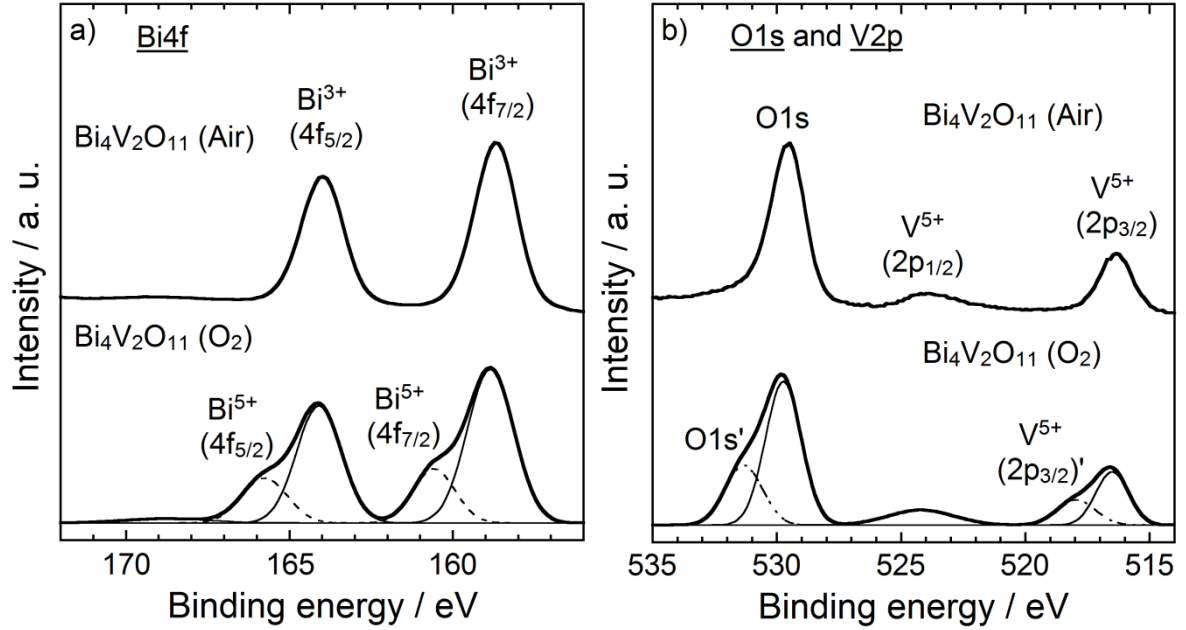 a)
Bi4f
Bi³⁺
(4f₅/₂)
Bi³⁺
(4f₇/₂)
Bi₄V₂O₁₁ (Air)
Bi₄V₂O₁₁ (O₂)
Bi⁵⁺
(4f₅/₂)
Bi⁵⁺
(4f₇/₂)
Intensity / a. u.
170
165
160
Binding energy / eV
b)
O1s and V2p
O1s
Bi₄V₂O₁₁ (Air)
V⁵⁺
(2p₁/₂)
V⁵⁺
(2p₃/₂)
Bi₄V₂O₁₁ (O₂)
O1s'
V⁵⁺
(2p₃/₂)'
Intensity / a. u.
535
530
525
520
515
Binding energy / eV